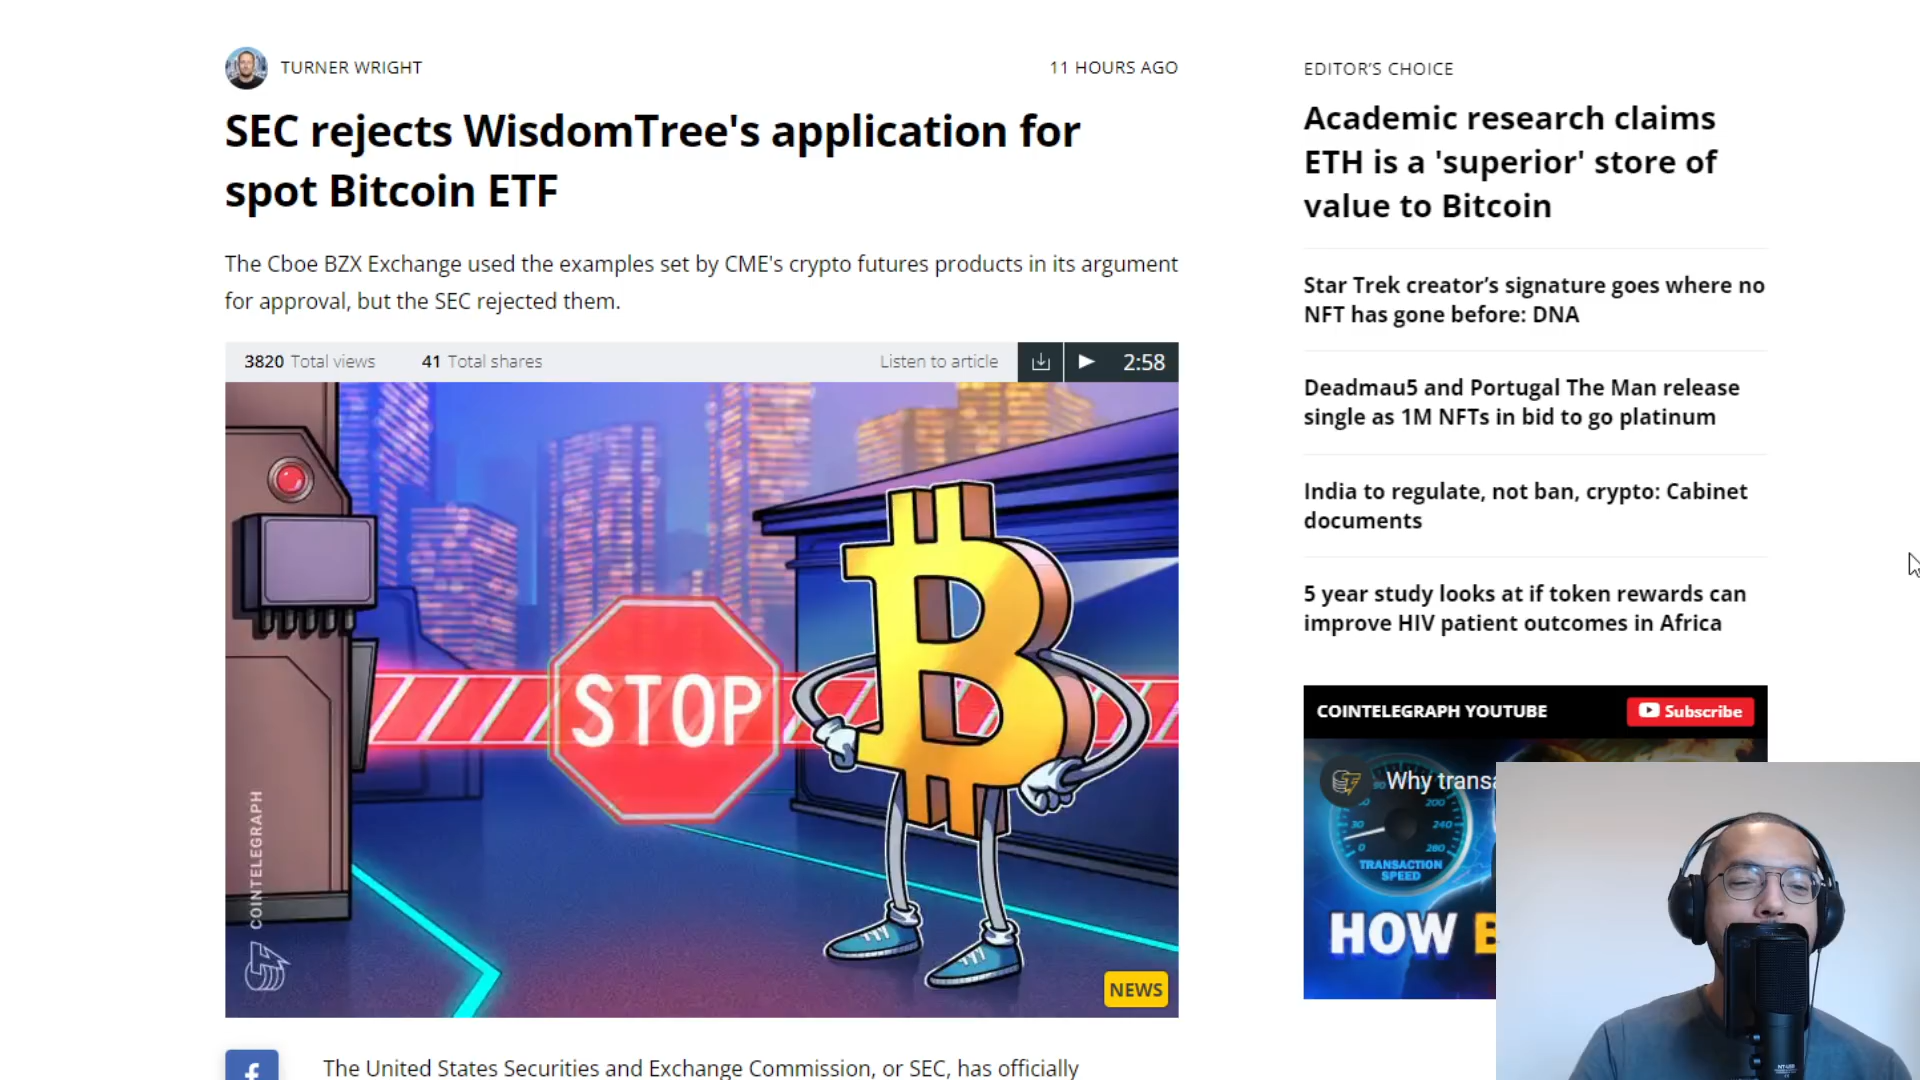 TURNER WRIGHT
11 HOURS AGO
SEC rejects WisdomTree's application for
spot Bitcoin ETF
The Cboe BZX Exchange used the examples set by CME's crypto futures products in its argument
for approval, but the SEC rejected them.
3820 Total views 41 Total shares Listen to article 2:58
STOP
COINTELEGRAPH
NEWS
f
The United States Securities and Exchange Commission, or SEC, has officially
EDITOR'S CHOICE
Academic research claims
ETH is a 'superior' store of
value to Bitcoin
Star Trek creator’s signature goes where no
NFT has gone before: DNA
Deadmau5 and Portugal The Man release
single as 1M NFTs in bid to go platinum
India to regulate, not ban, crypto: Cabinet
documents
5 year study looks at if token rewards can
improve HIV patient outcomes in Africa
COINTELEGRAPH YOUTUBE
Subscribe
Why transa
200
30
240
0
280
TRANSACTION
SPEED
HOW